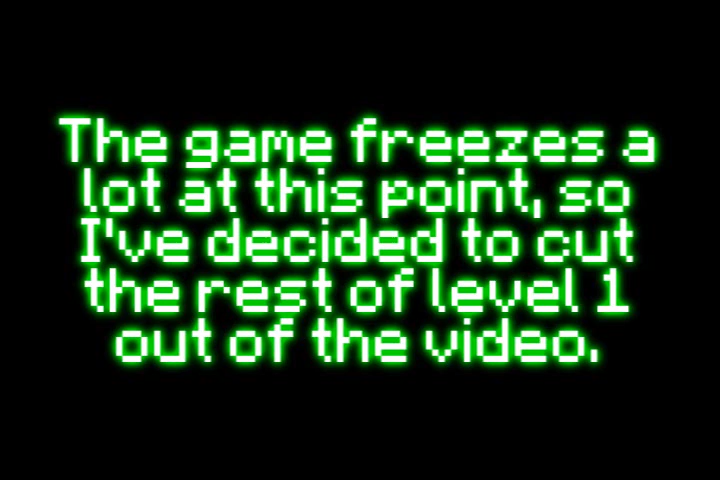 The game freezes a
lot at this point, so
I've decided to cut
the rest of level 1
out of the video.